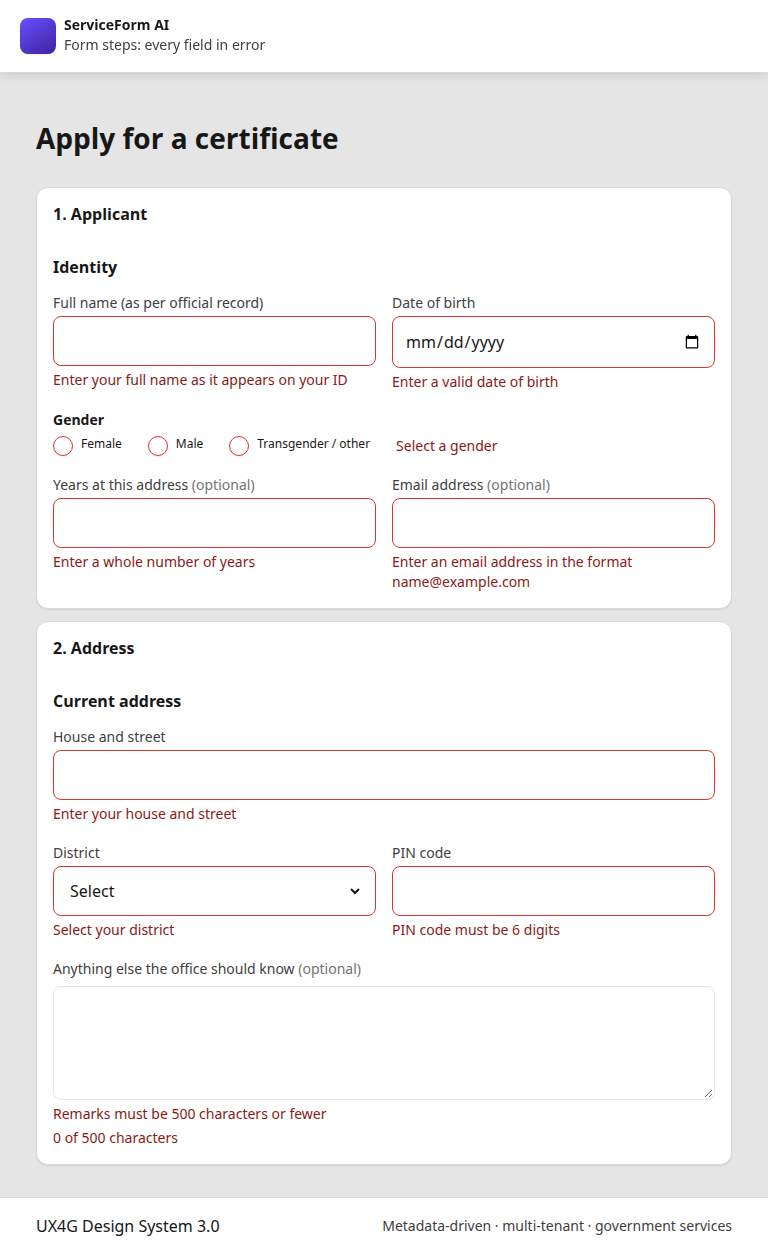 ServiceForm AI
Form steps: every field in error
Apply for a certificate
1. Applicant
Identity
Full name (as per official record)
Date of birth
mm/dd/yyyy
Enter your full name as it appears on your ID
Enter a valid date of birth
Gender
Female
Male
Transgender / other
Select a gender
Years at this address (optional)
Email address (optional)
Enter a whole number of years
Enter an email address in the format
name@example.com
2. Address
Current address
House and street
Enter your house and street
District
PIN code
Select
Select your district
PIN code must be 6 digits
Anything else the office should know (optional)
Remarks must be 500 characters or fewer
0 of 500 characters
UX4G Design System 3.0
Metadata-driven · multi-tenant · government services